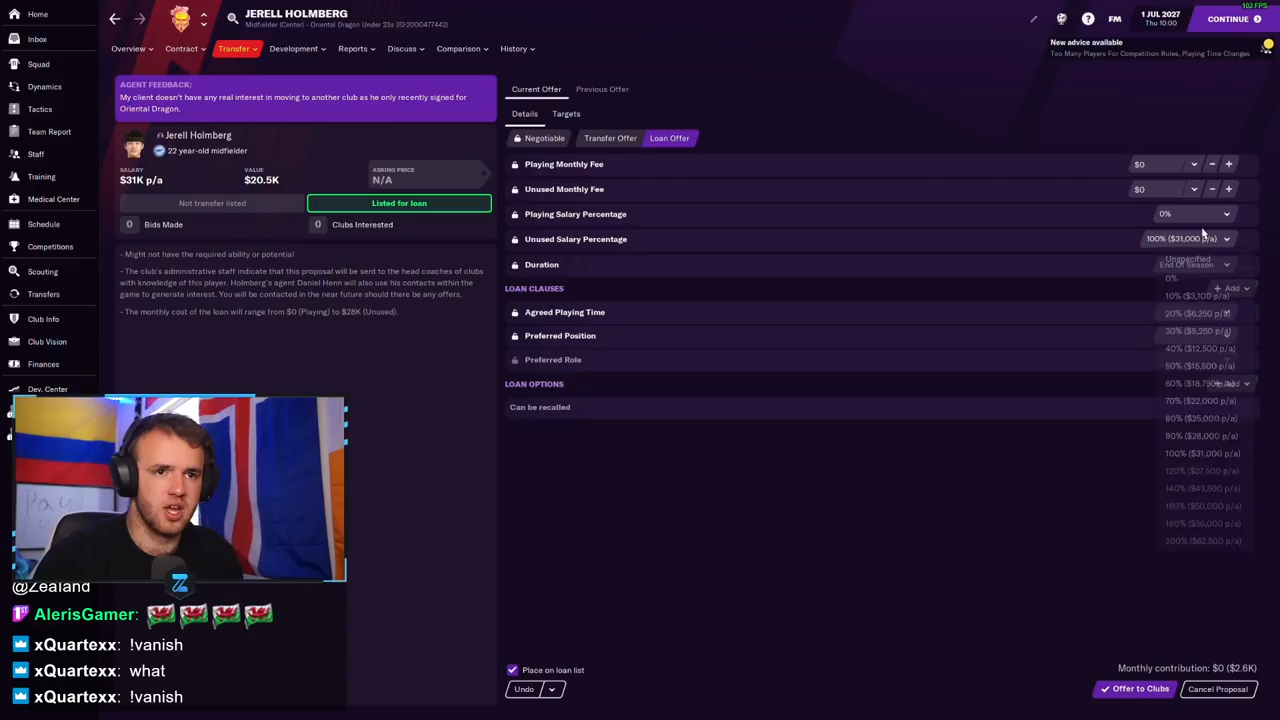 102 FPS
Home
JERELL HOLMBERG
Midfielder (Center) - Oriental Dragon Under 23s (ID:2000477442)
FM
1 JUL 2027
Thu 10:00
CONTINUE
Inbox
Squad
Dynamics
Tactics
Team Report
Staff
Training
Medical Center
Schedule
Competitions
Scouting
Transfers
Club Info
Club Vision
Finances
Dev. Center
Overview
Contract
Transfer
Development
Reports
Discuss
Comparison
History
New advice available
Too Many Players For Competition Rules, Playing Time Changes
AGENT FEEDBACK:
My client doesn't have any real interest in moving to another club as he only recently signed for
Oriental Dragon.
Jerell Holmberg
22 year-old midfielder
SALARY
$31K p/a
VALUE
$20.5K
ASKING PRICE
N/A
Not transfer listed
Listed for loan
0 Bids Made
0 Clubs Interested
- Might not have the required ability or potential
- The club's administrative staff indicate that this proposal will be sent to the head coaches of clubs
with knowledge of this player. Holmberg's agent Daniel Henn will also use his contacts within the
game to generate interest. You will be contacted in the near future should there be any offers.
- The monthly cost of the loan will range from $0 (Playing) to $28K (Unused).
Current Offer
Previous Offer
Details
Targets
Negotiable
Transfer Offer
Loan Offer
Playing Monthly Fee
$0
Unused Monthly Fee
$0
Playing Salary Percentage
0%
Unused Salary Percentage
100% ($31,000 p/a)
Duration
End Of Season
LOAN CLAUSES
Add
Agreed Playing Time
Preferred Position
Preferred Role
LOAN OPTIONS
Add
Can be recalled
Unspecified
0%
10% ($3,100 p/a)
20% ($6,250 p/a)
30% ($9,250 p/a)
40% ($12,500 p/a)
50% ($15,500 p/a)
60% ($18,750 p/a)
70% ($22,000 p/a)
80% ($25,000 p/a)
90% ($28,000 p/a)
100% ($31,000 p/a)
120% ($37,500 p/a)
140% ($43,500 p/a)
160% ($50,000 p/a)
180% ($56,000 p/a)
200% ($62,500 p/a)
Place on loan list
Undo
Monthly contribution: $0 ($2.6K)
Offer to Clubs
Cancel Proposal
@Zealand
AlerisGamer:
xQuartexx: !vanish
xQuartexx: what
xQuartexx: !vanish